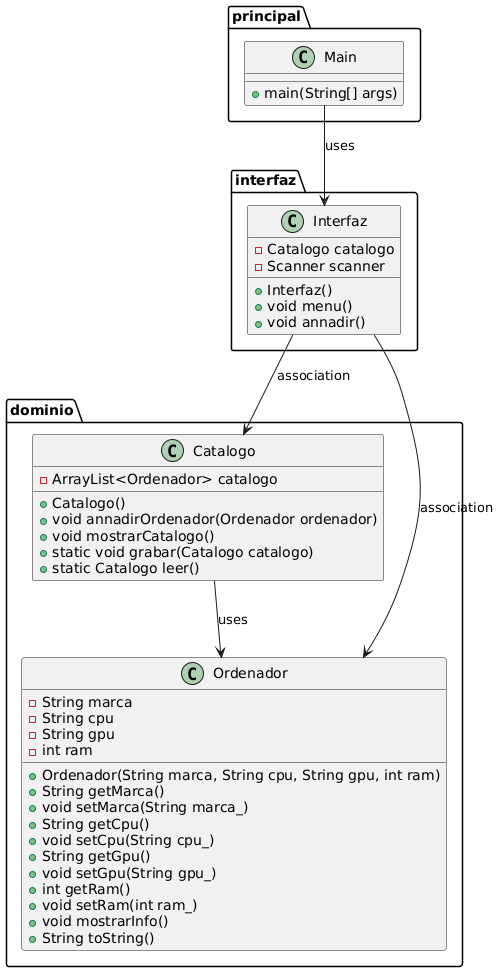 principal
C Main
main(String[] args)
uses
interfaz
C Interfaz
Catalogo catalogo
Scanner scanner
Interfaz()
void menu()
void annadir()
association
association
dominio
C Catalogo
ArrayList<Ordenador> catalogo
Catalogo()
void annadirOrdenador(Ordenador ordenador)
void mostrarCatalogo()
static void grabar(Catalogo catalogo)
static Catalogo leer()
uses
C Ordenador
String marca
String cpu
String gpu
int ram
Ordenador(String marca, String cpu, String gpu, int ram)
String getMarca()
void setMarca(String marca_)
String getCpu()
void setCpu(String cpu_)
String getGpu()
void setGpu(String gpu_)
int getRam()
void setRam(int ram_)
void mostrarInfo()
String toString()